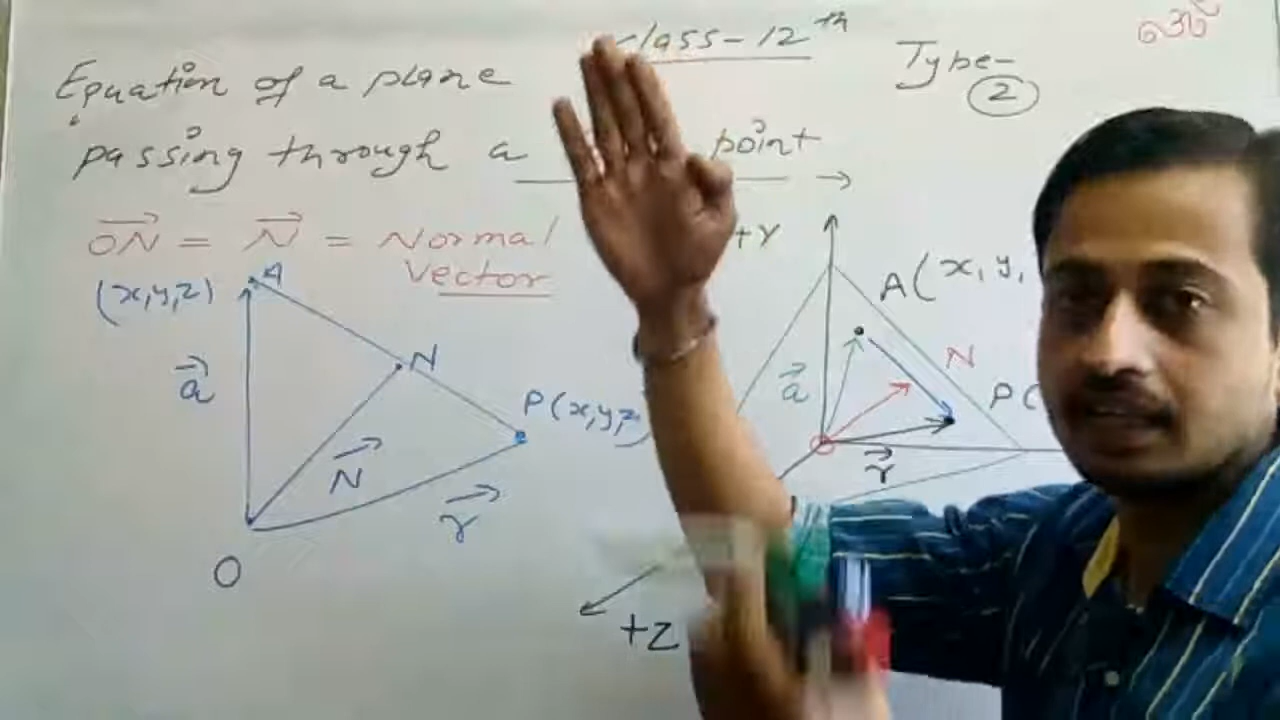 Class-12th
Type-
2
Equation of a plane
passing through a point
ON = N = Normal
Vector
(x,y,z) A
a
N
P(x,y,z)
N
r
O
+Y
A(x, y,
N
a
P(
r
+Z